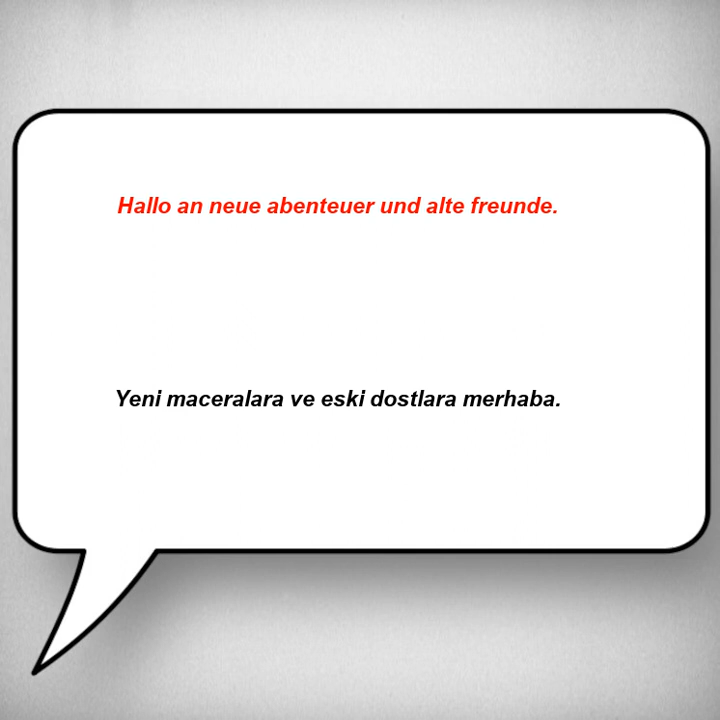 Hallo an neue abenteuer und alte freunde.
Yeni maceralara ve eski dostlara merhaba.